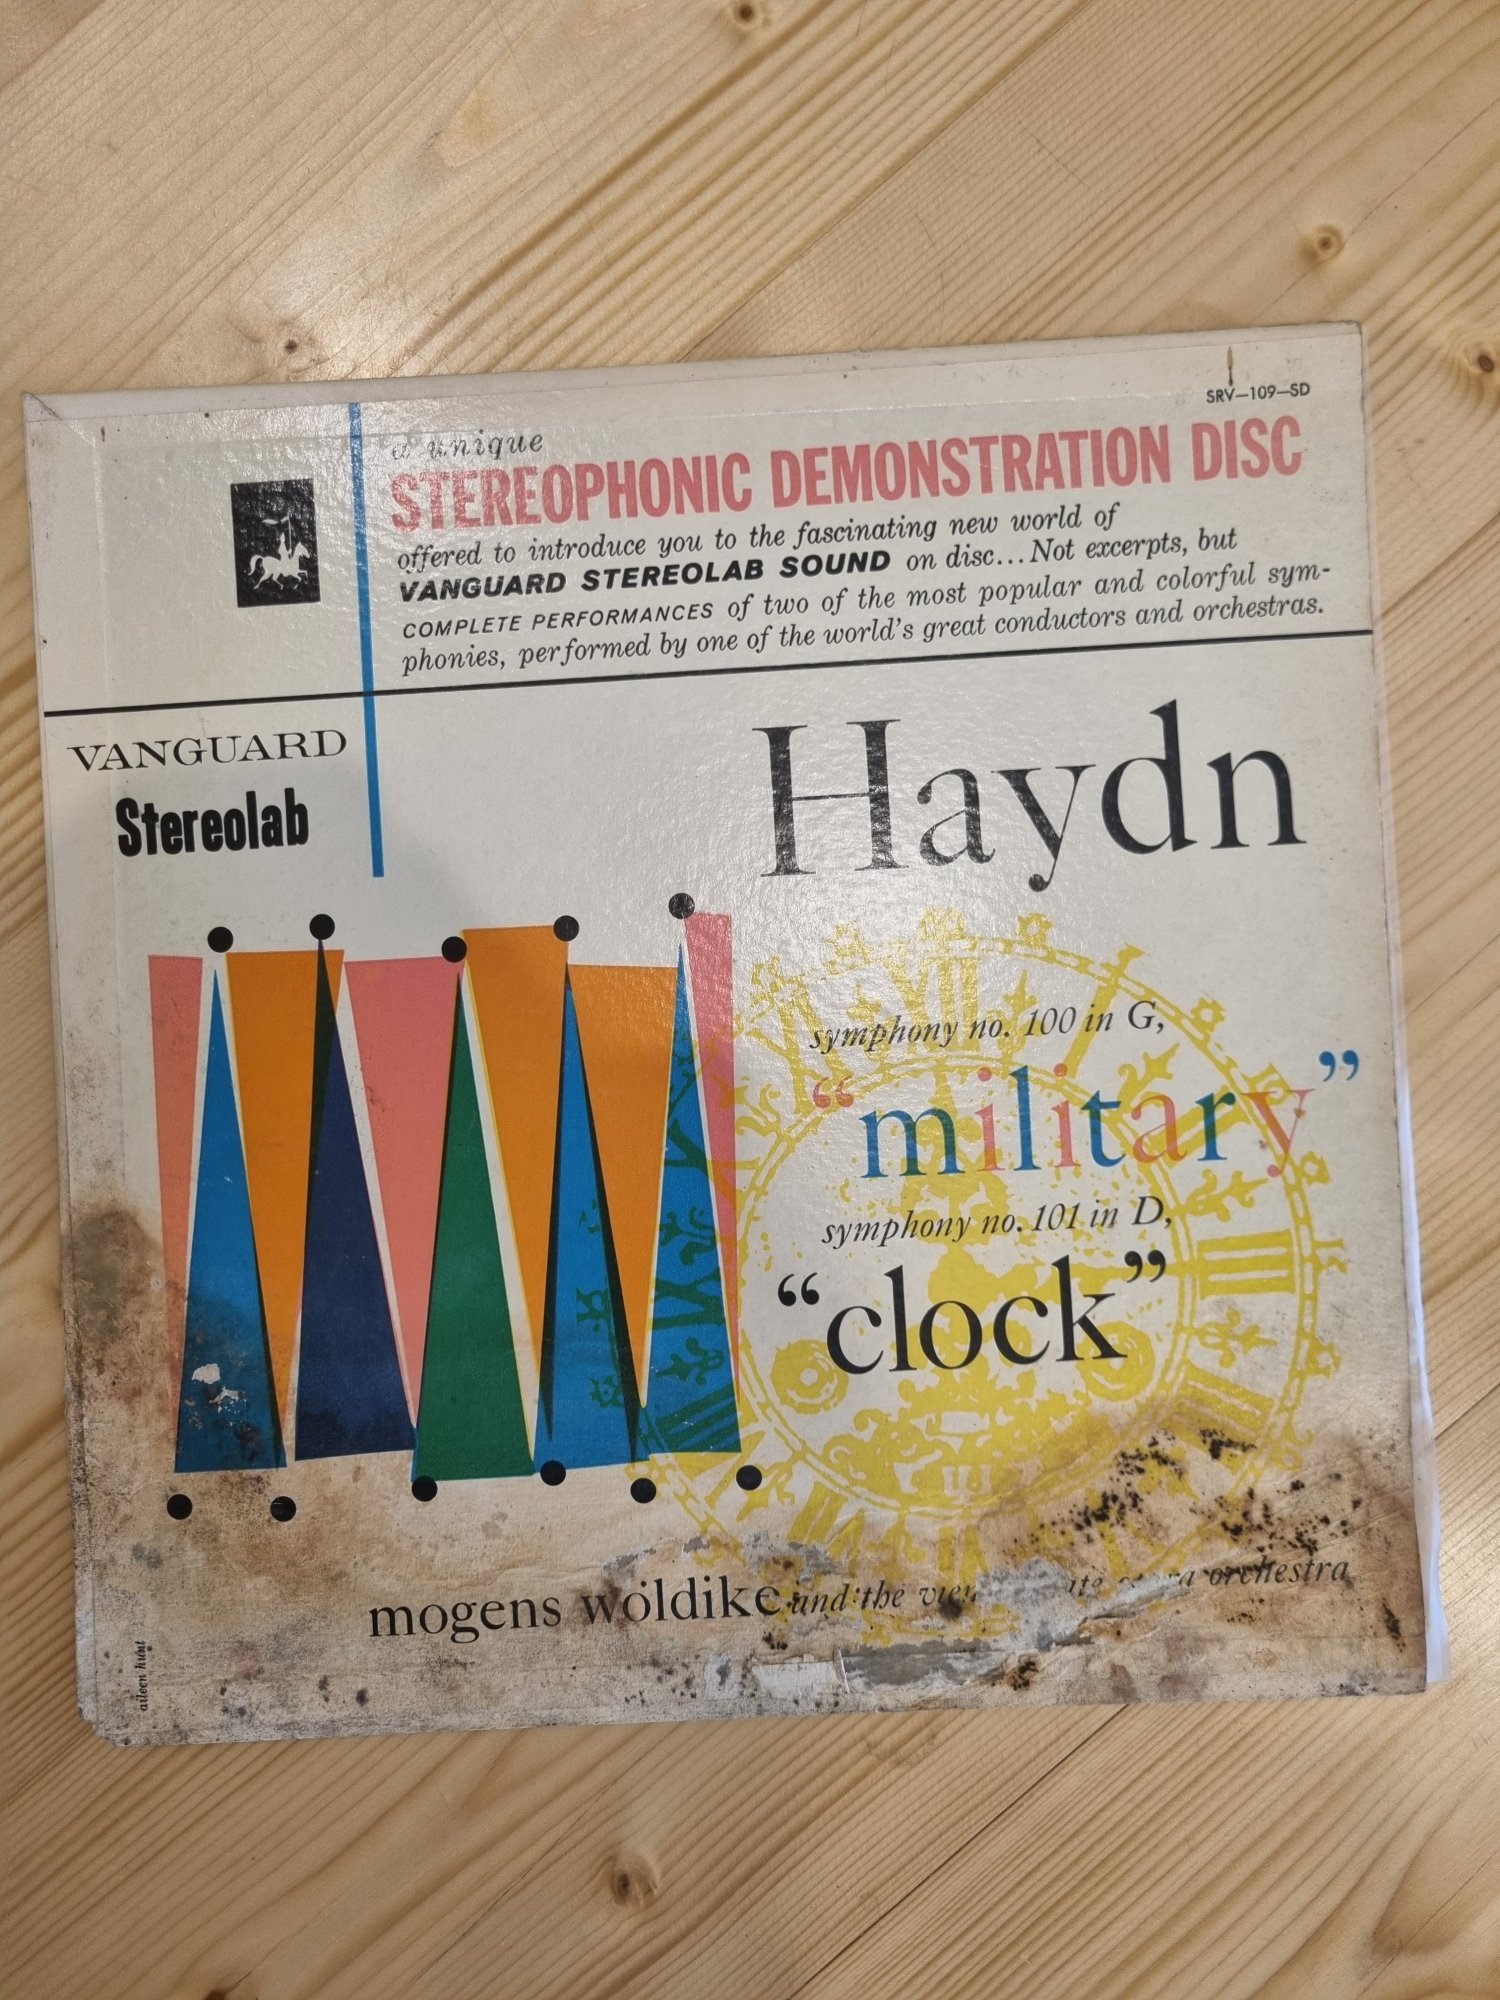 SRV—109—SD
a unique
STEREOPHONIC DEMONSTRATION DISC
offered to introduce you to the fascinating new world of
VANGUARD STEREOLAB SOUND on disc...Not excerpts, but
COMPLETE PERFORMANCES of two of the most popular and colorful sym-
phonies, performed by one of the world's great conductors and orchestras.
VANGUARD
Stereolab
Haydn
XII
symphony no. 100 in G,
“military”
symphony no. 101 in D,
“clock”
mogens wöldike and the orchestra
aileen hunt